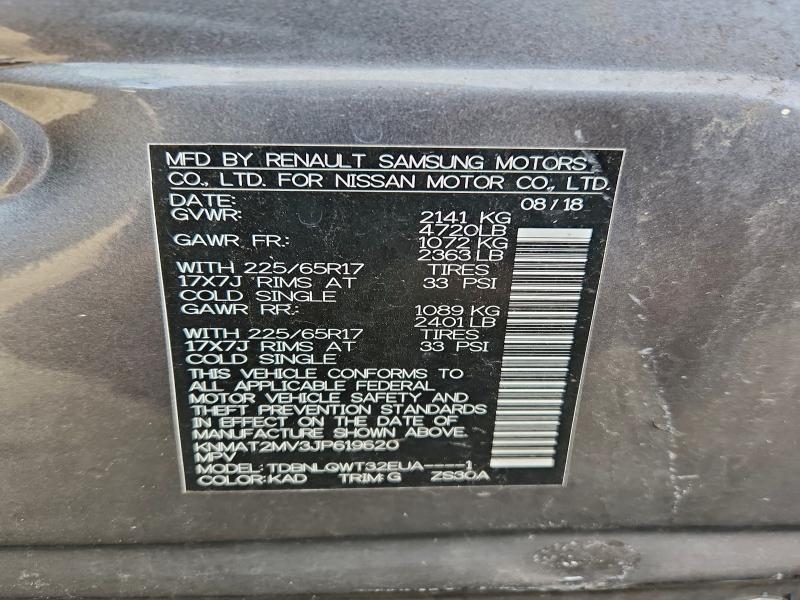 MFD BY RENAULT SAMSUNG MOTORS
CO., LTD. FOR NISSAN MOTOR CO., LTD.
DATE: 08/18
GVWR: 2141 KG
4720LB
GAWR FR.: 1072 KG
2363 LB
WITH 225/65R17 TIRES
17X7J RIMS AT 33 PSI
COLD SINGLE
GAWR RR.: 1089 KG
2401 LB
WITH 225/65R17 TIRES
17X7J RIMS AT 33 PSI
COLD SINGLE
THIS VEHICLE CONFORMS TO
ALL APPLICABLE FEDERAL
MOTOR VEHICLE SAFETY AND
THEFT PREVENTION STANDARDS
IN EFFECT ON THE DATE OF
MANUFACTURE SHOWN ABOVE.
KNMAT2MV3JP619620
MPV
MODEL: TDBNLQWT32EUA----1
COLOR: KAD TRIM: G ZS30A